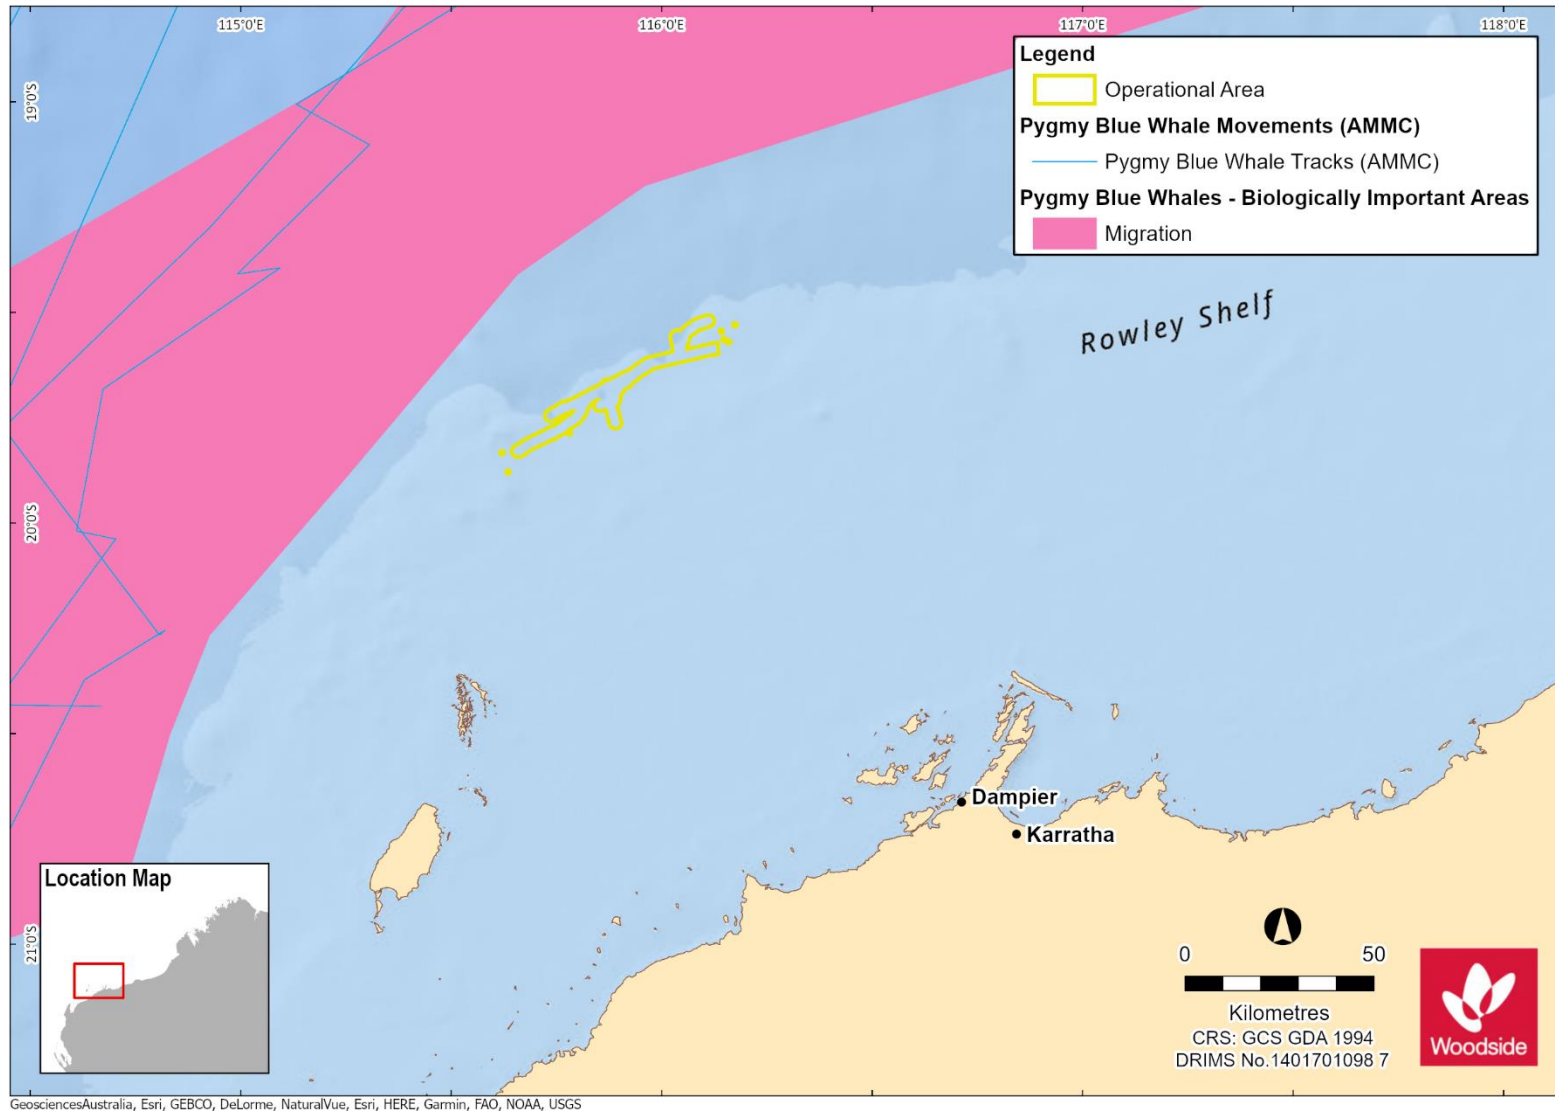 115°0'E
116°0'E
117°0'E
118°0'E
19°0'S
20°0'S
21°0'S
Legend
Operational Area
Pygmy Blue Whale Movements (AMMC)
Pygmy Blue Whale Tracks (AMMC)
Pygmy Blue Whales - Biologically Important Areas
Migration
Rowley Shelf
Dampier
Karratha
Location Map
0 50
Kilometres
CRS: GCS GDA 1994
DRIMS No.1401701098 7
Woodside
GeosciencesAustralia, Esri, GEBCO, DeLorme, NaturalVue, Esri, HERE, Garmin, FAO, NOAA, USGS